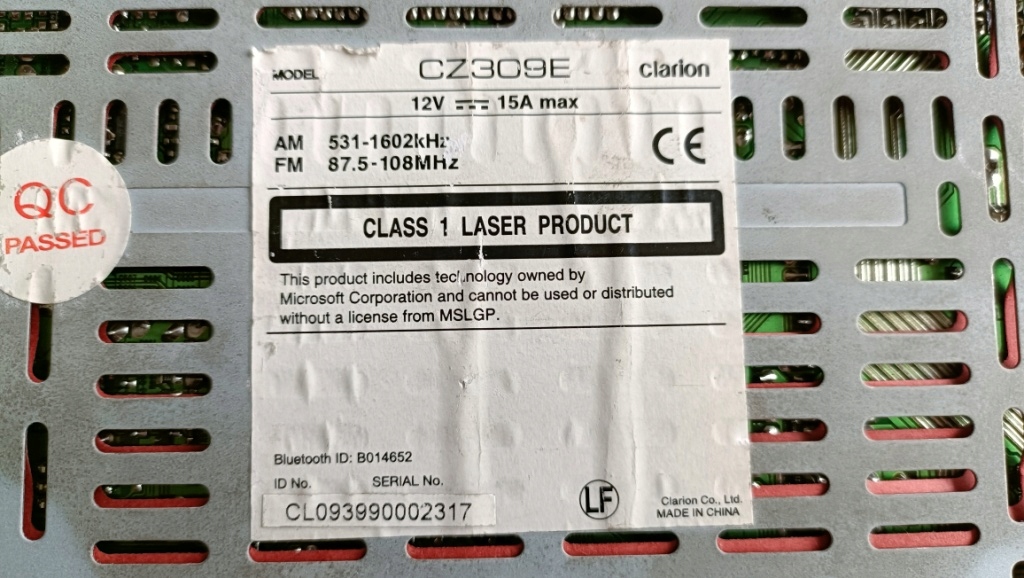 MODEL CZ309E clarion
12V 15A max
AM 531-1602kHz
FM 87.5-108MHz
CE
CLASS 1 LASER PRODUCT
This product includes technology owned by
Microsoft Corporation and cannot be used or distributed
without a license from MSLGP.
Bluetooth ID: B014652
ID No. SERIAL No.
CL093990002317
LF
Clarion Co., Ltd.
MADE IN CHINA
QC
PASSED